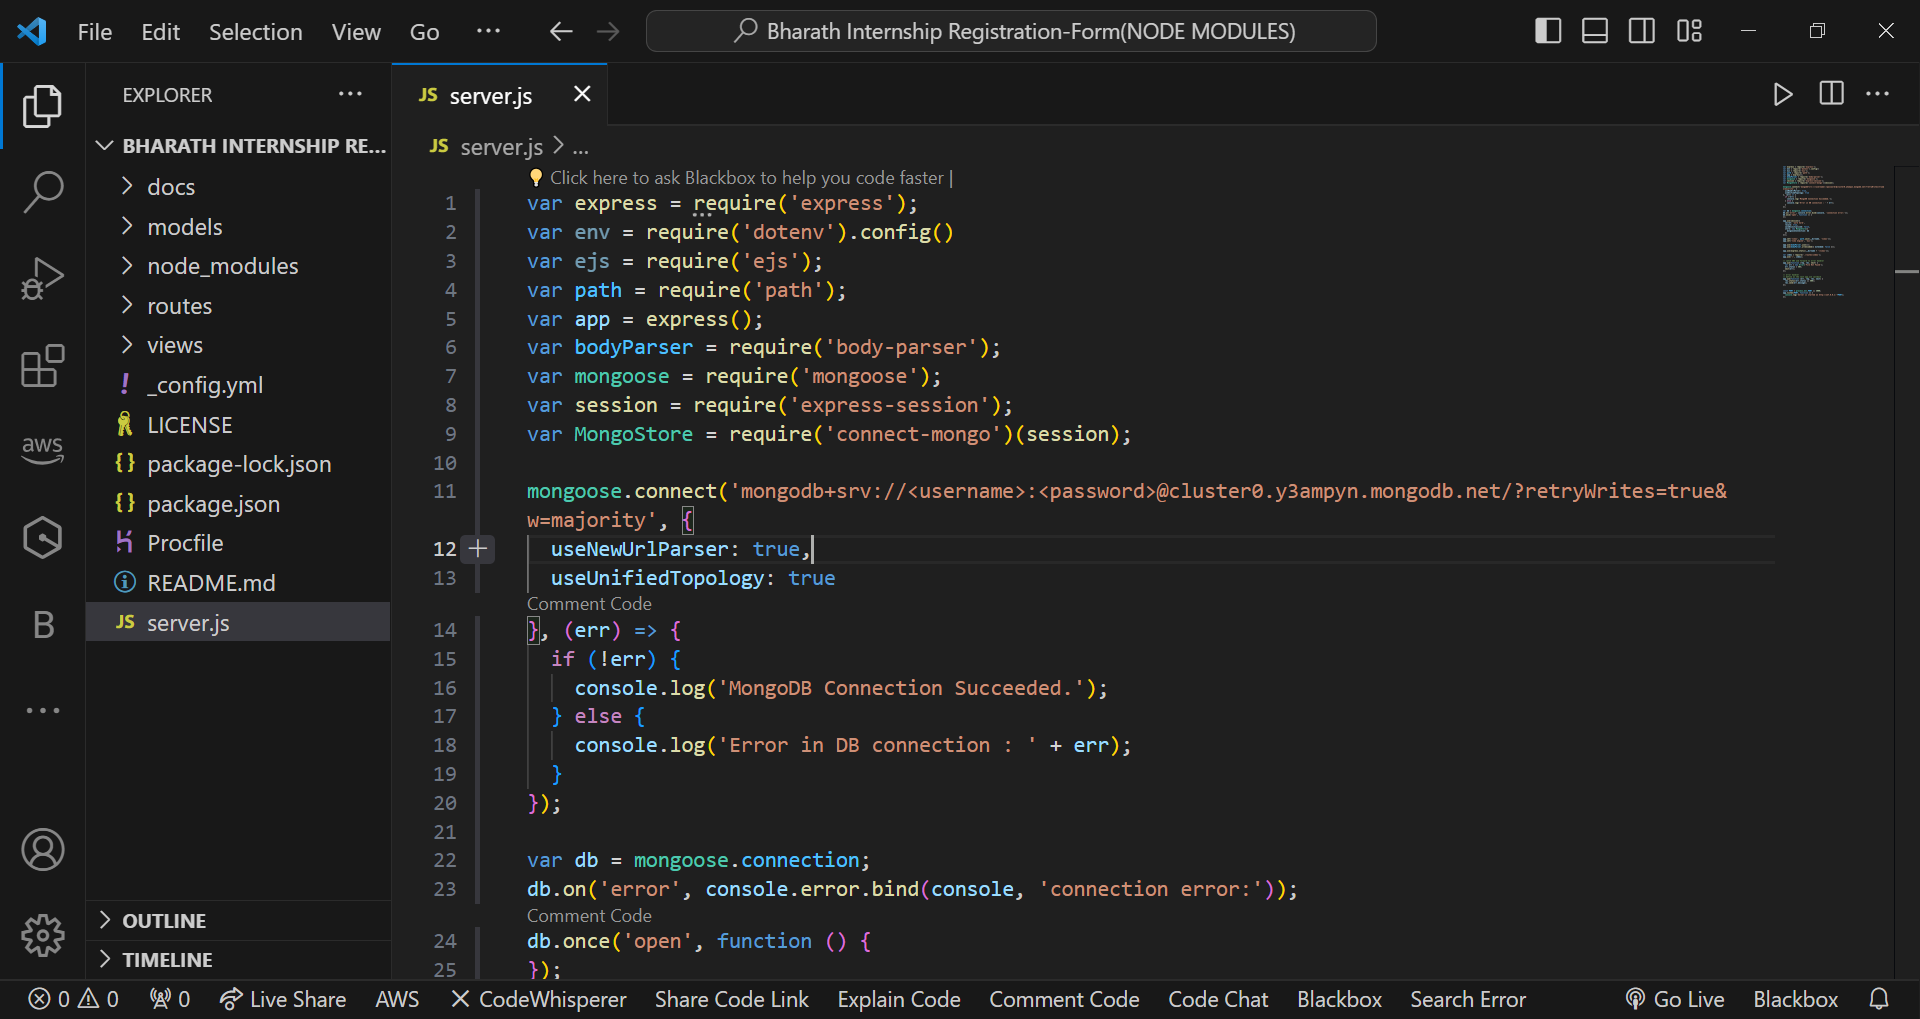 File Edit Selection View Go ··· Bharath Internship Registration-Form(NODE MODULES)
EXPLORER
BHARATH INTERNSHIP RE...
docs
models
node_modules
routes
views
! _config.yml
LICENSE
{} package-lock.json
{} package.json
Procfile
README.md
JS server.js
OUTLINE
TIMELINE
aws
B
JS server.js
JS server.js > ...
Click here to ask Blackbox to help you code faster |
1 var express = require('express');
2 var env = require('dotenv').config()
3 var ejs = require('ejs');
4 var path = require('path');
5 var app = express();
6 var bodyParser = require('body-parser');
7 var mongoose = require('mongoose');
8 var session = require('express-session');
9 var MongoStore = require('connect-mongo')(session);
10
11 mongoose.connect('mongodb+srv://<username>:<password>@cluster0.y3ampyn.mongodb.net/?retryWrites=true&
w=majority', {
12 useNewUrlParser: true,
13 useUnifiedTopology: true
Comment Code
14 }, (err) => {
15 if (!err) {
16 console.log('MongoDB Connection Succeeded.');
17 } else {
18 console.log('Error in DB connection : ' + err);
19 }
20 });
21
22 var db = mongoose.connection;
23 db.on('error', console.error.bind(console, 'connection error:'));
Comment Code
24 db.once('open', function () {
25 });
0 0 0 Live Share AWS CodeWhisperer Share Code Link Explain Code Comment Code Code Chat Blackbox Search Error Go Live Blackbox